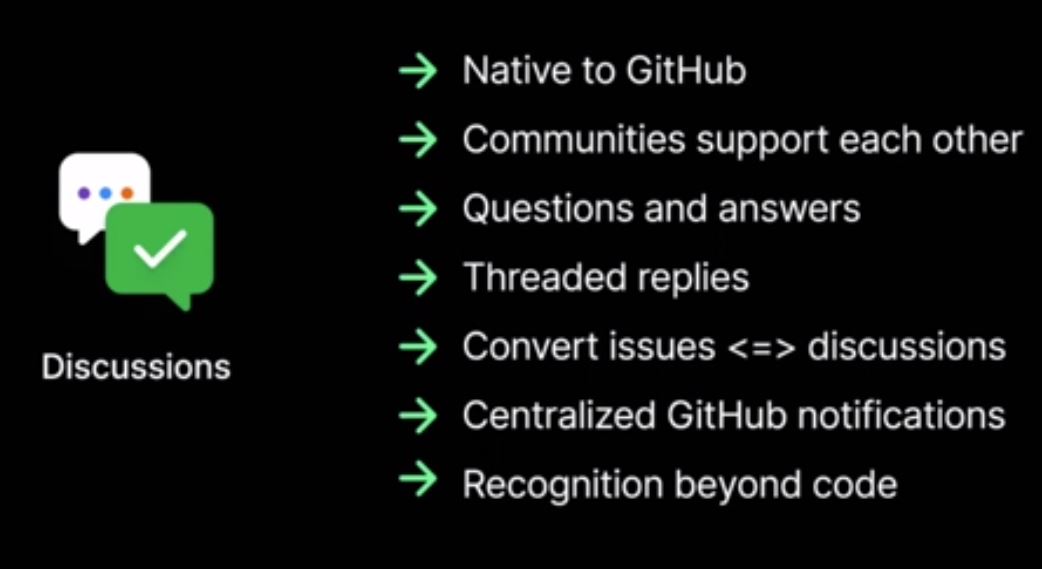 Discussions
Native to GitHub
Communities support each other
Questions and answers
Threaded replies
Convert issues <=> discussions
Centralized GitHub notifications
Recognition beyond code